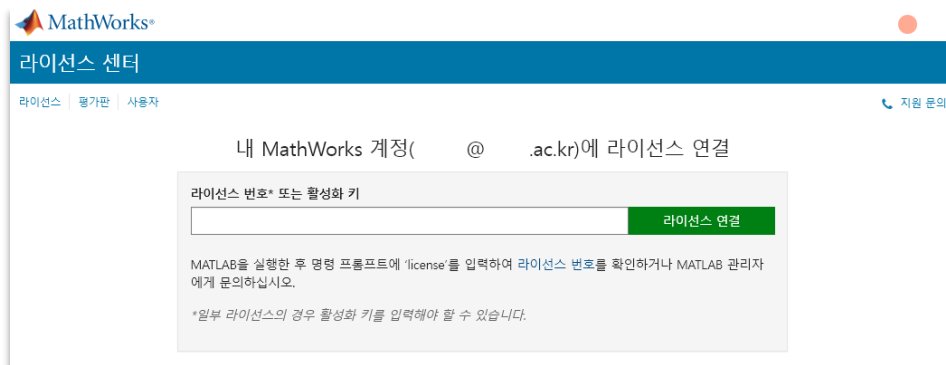 MathWorks®
라이선스 센터
라이선스 평가판 사용자 지원 문의
내 MathWorks 계정( @ .ac.kr)에 라이선스 연결
라이선스 번호* 또는 활성화 키
라이선스 연결
MATLAB을 실행한 후 명령 프롬프트에 'license'를 입력하여 라이선스 번호를 확인하거나 MATLAB 관리자
에게 문의하십시오.
*일부 라이선스의 경우 활성화 키를 입력해야 할 수 있습니다.